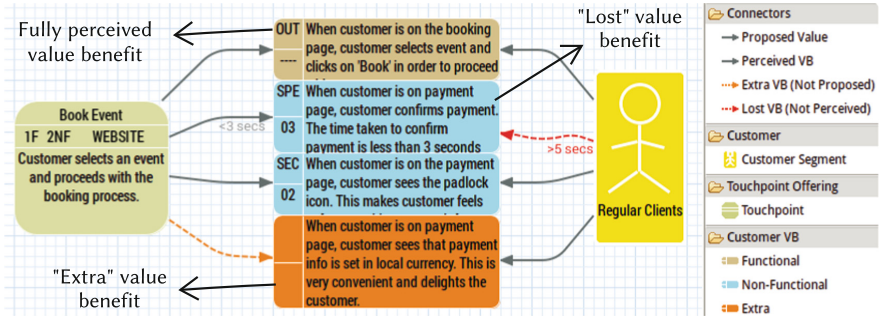 Fully perceived
value benefit
"Extra" value
benefit
"Lost" value
benefit
Book Event
1F 2NF WEBSITE
Customer selects an event
and proceeds with the
booking process.
<3 secs
OUT
----
When customer is on the booking
page, customer selects event and
clicks on 'Book' in order to proceed
SPE
03
When customer is on payment
page, customer confirms payment.
The time taken to confirm
payment is less than 3 seconds
SEC
02
When customer is on the payment
page, customer sees the padlock
icon. This makes customer feels
When customer is on payment
page, customer sees that payment
info is set in local currency. This is
very convenient and delights the
customer.
>5 secs
Regular Clients
Connectors
Proposed Value
Perceived VB
Extra VB (Not Proposed)
Lost VB (Not Perceived)
Customer
Customer Segment
Touchpoint Offering
Touchpoint
Customer VB
Functional
Non-Functional
Extra